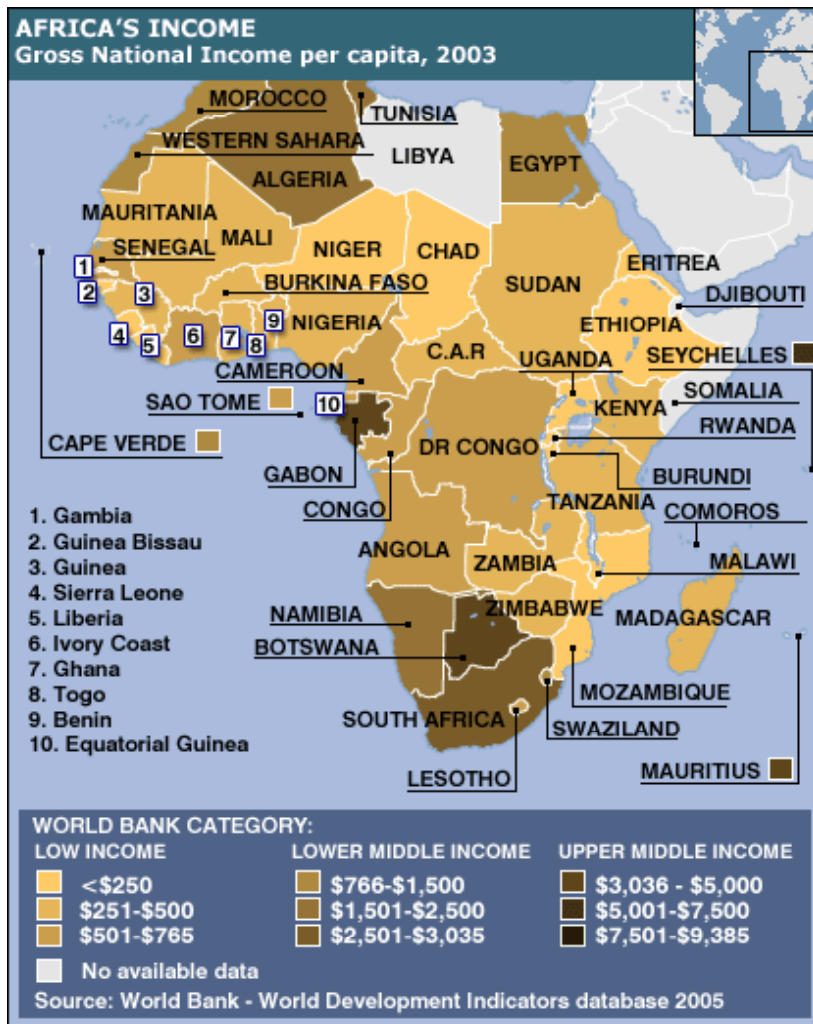 AFRICA'S INCOME
Gross National Income per capita, 2003
MOROCCO
TUNISIA
WESTERN SAHARA
LIBYA
EGYPT
ALGERIA
MAURITANIA
MALI
NIGER
CHAD
SENEGAL
ERITREA
1
BURKINA FASO
SUDAN
2
3
DJIBOUTI
NIGERIA
9
ETHIOPIA
4
5
6
7
8
C.A.R
UGANDA
SEYCHELLES
CAMEROON
SOMALIA
SAO TOME
10
KENYA
RWANDA
CAPE VERDE
DR CONGO
GABON
BURUNDI
CONGO
TANZANIA
COMOROS
1. Gambia
2. Guinea Bissau
3. Guinea
4. Sierra Leone
5. Liberia
6. Ivory Coast
7. Ghana
8. Togo
9. Benin
10. Equatorial Guinea
ANGOLA
ZAMBIA
MALAWI
NAMIBIA
ZIMBABWE
MADAGASCAR
BOTSWANA
MOZAMBIQUE
SOUTH AFRICA
SWAZILAND
LESOTHO
MAURITIUS
WORLD BANK CATEGORY:
LOW INCOME
<$250
$251-$500
$501-$765
LOWER MIDDLE INCOME
$766-$1,500
$1,501-$2,500
$2,501-$3,035
UPPER MIDDLE INCOME
$3,036 - $5,000
$5,001-$7,500
$7,501-$9,385
No available data
Source: World Bank - World Development Indicators database 2005